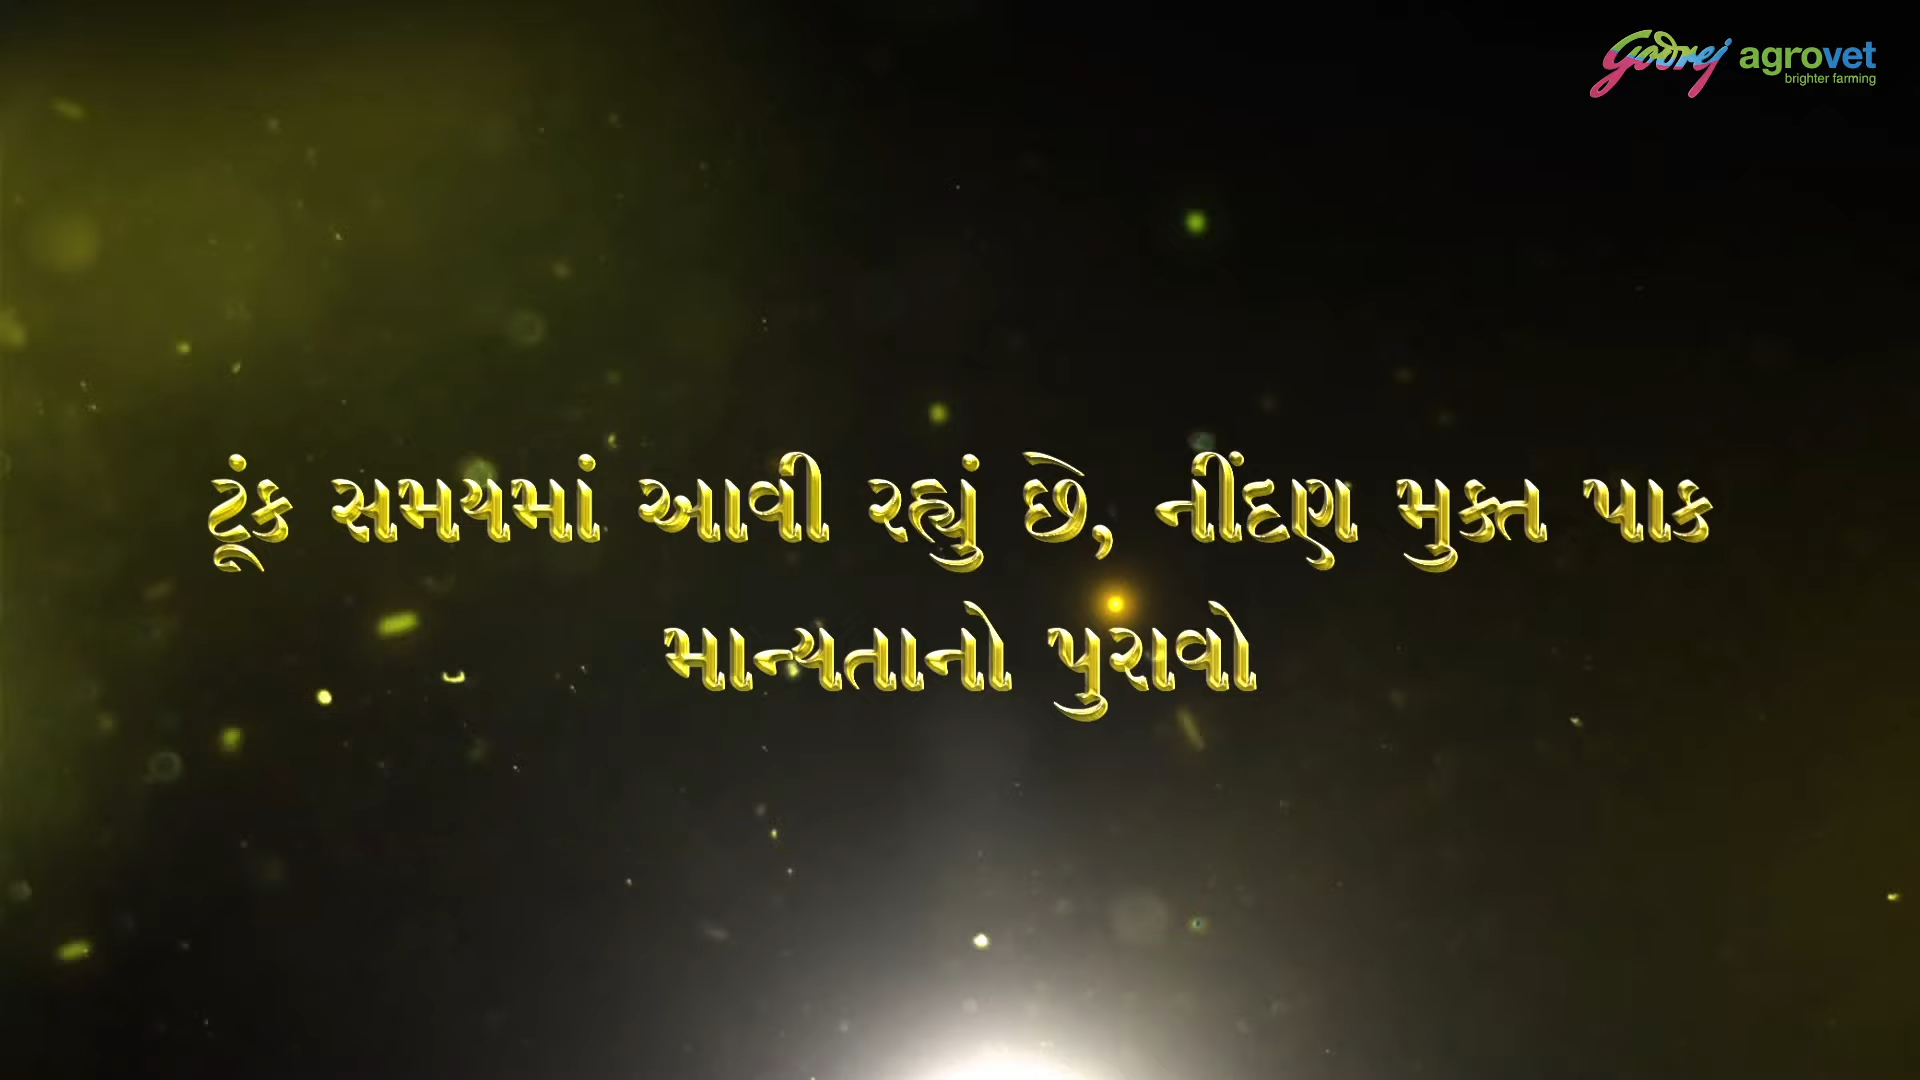 Godrej agrovet
brighter farming
ટૂંક સમયમાં આવી રહ્યું છે, નીંદણ મુક્ત પાક
માન્યતાનો પુરાવો